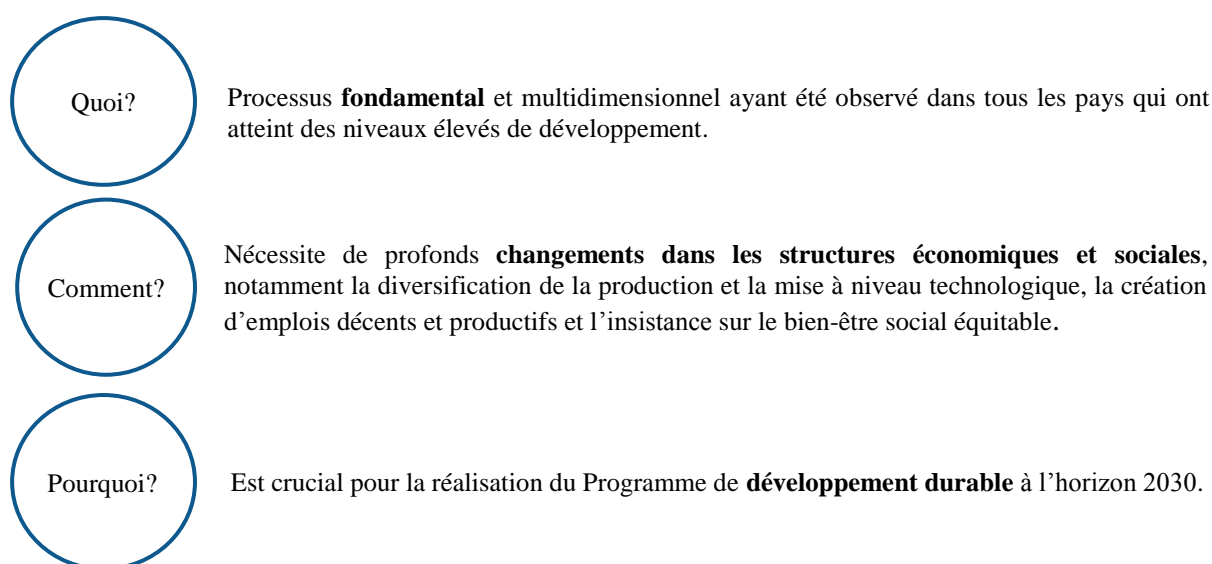 Quoi?
Processus fondamental et multidimensionnel ayant été observé dans tous les pays qui ont
atteint des niveaux élevés de développement.
Comment?
Nécessite de profonds changements dans les structures économiques et sociales,
notamment la diversification de la production et la mise à niveau technologique, la création
d’emplois décents et productifs et l’insistance sur le bien-être social équitable.
Pourquoi?
Est crucial pour la réalisation du Programme de développement durable à l’horizon 2030.